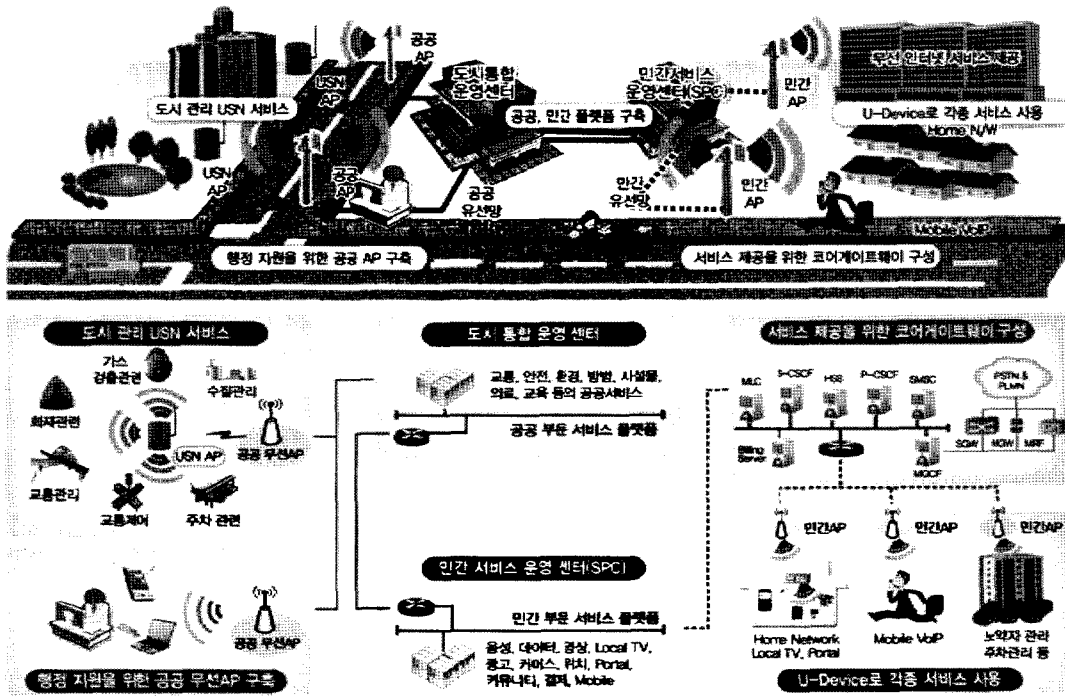 공공
AP
USN
AP
도시통합
운영센터
민간서비스
운영센터(SPC)
무선 인터넷 서비스 제공
민간
AP
도시 관리 USN 서비스
공공, 민간 플랫폼 구축
U-Device로 각종 서비스 사용
Home N/W
USN
AP
공공
AP
공공
유선망
민간
유선망
민간
AP
Mobile VoIP
행정 지원을 위한 공공 AP 구축
서비스 제공을 위한 코어게이트웨이 구성
도시 관리 USN 서비스
가스
검출관련
수질관리
화재관련
USN AP
공공 무선AP
교통관리
교통제어
주차 관련
공공 무선AP
행정 지원을 위한 공공 무선AP 구축
도시 통합 운영 센터
교통, 안전, 환경, 방범, 시설물,
의료, 교육 등의 공공서비스
공공 부문 서비스 플랫폼
민간 서비스 운영 센터(SPC)
민간 부문 서비스 플랫폼
음성, 데이터, 영상, Local TV,
광고, 커머스, 위치, Portal,
커뮤니티, 결제, Mobile
서비스 제공을 위한 코어게이트웨이 구성
MLC
S-CSCF
HSS
P-CSCF
SMSC
PSTN &
PLMN
Billing
Server
SGW
MGW
MRF
MGCF
민간AP
민간AP
민간AP
Home Network
Local TV, Portal
Mobile VoIP
노약자 관리
주차관리 등
U-Device로 각종 서비스 사용